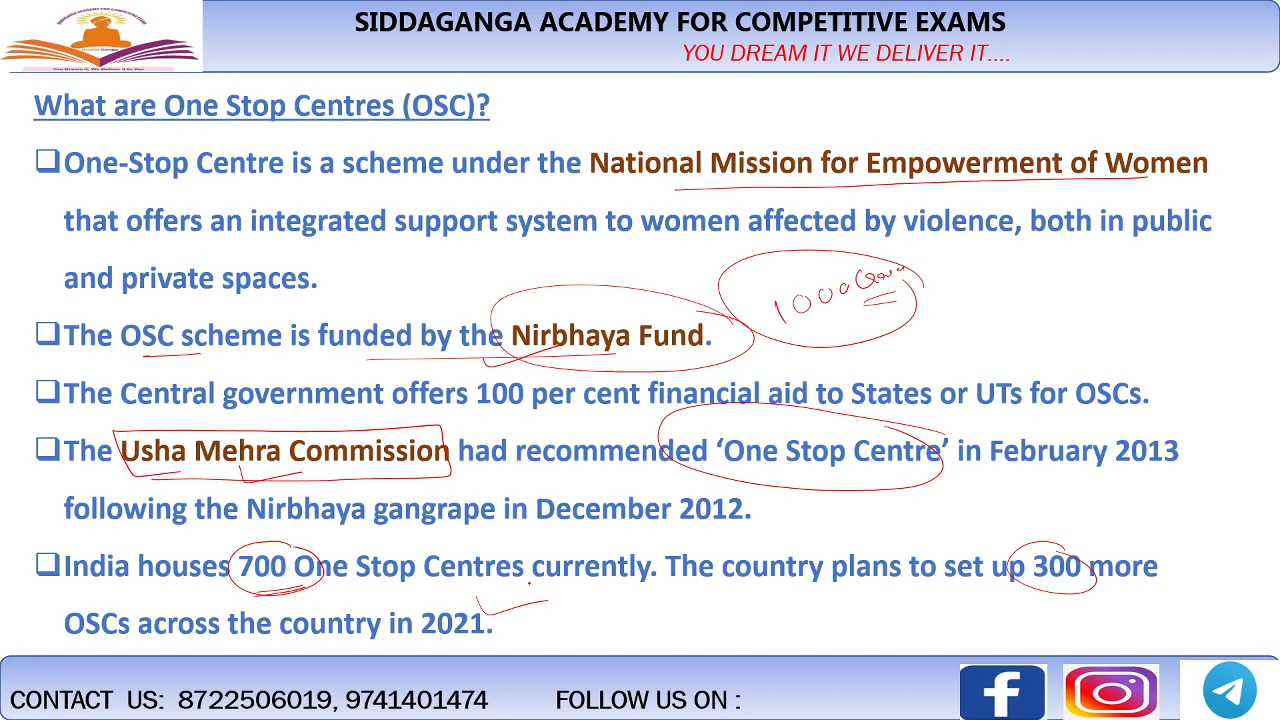 SIDDAGANGA ACADEMY FOR COMPETITIVE EXAMS
YOU DREAM IT WE DELIVER IT....
What are One Stop Centres (OSC)?
One-Stop Centre is a scheme under the National Mission for Empowerment of Women
that offers an integrated support system to women affected by violence, both in public
and private spaces.
1000
The OSC scheme is funded by the Nirbhaya Fund.
The Central government offers 100 per cent financial aid to States or UTs for OSCs.
The Usha Mehra Commission had recommended ‘One Stop Centre’ in February 2013
following the Nirbhaya gangrape in December 2012.
India houses 700 One Stop Centres currently. The country plans to set up 300 more
OSCs across the country in 2021.
CONTACT US: 8722506019, 9741401474 FOLLOW US ON :